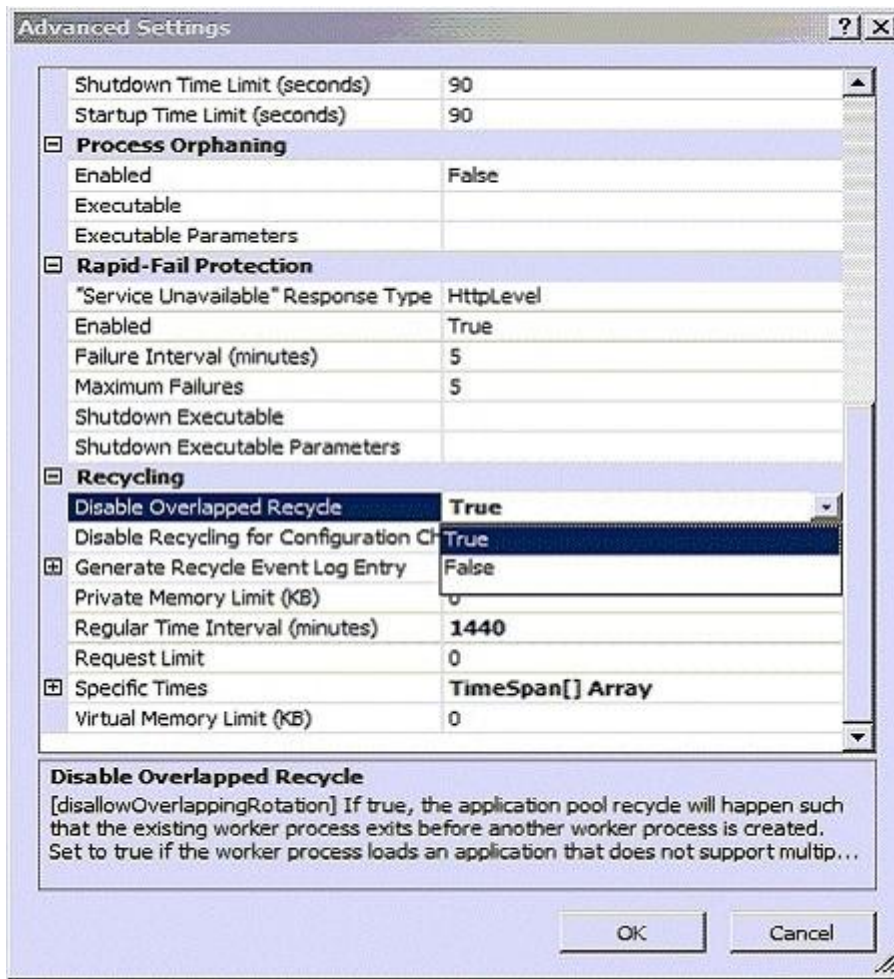 Advanced Settings
Shutdown Time Limit (seconds) 90
Startup Time Limit (seconds) 90
Process Orphaning
Enabled False
Executable
Executable Parameters
Rapid-Fail Protection
"Service Unavailable" Response Type HttpLevel
Enabled True
Failure Interval (minutes) 5
Maximum Failures 5
Shutdown Executable
Shutdown Executable Parameters
Recycling
Disable Overlapped Recycle True
Disable Recycling for Configuration Ch True
Generate Recycle Event Log Entry False
Private Memory Limit (KB) 0
Regular Time Interval (minutes) 1440
Request Limit 0
Specific Times TimeSpan[] Array
Virtual Memory Limit (KB) 0
Disable Overlapped Recycle
[disallowOverlappingRotation] If true, the application pool recycle will happen such
that the existing worker process exits before another worker process is created.
Set to true if the worker process loads an application that does not support multip...
OK Cancel